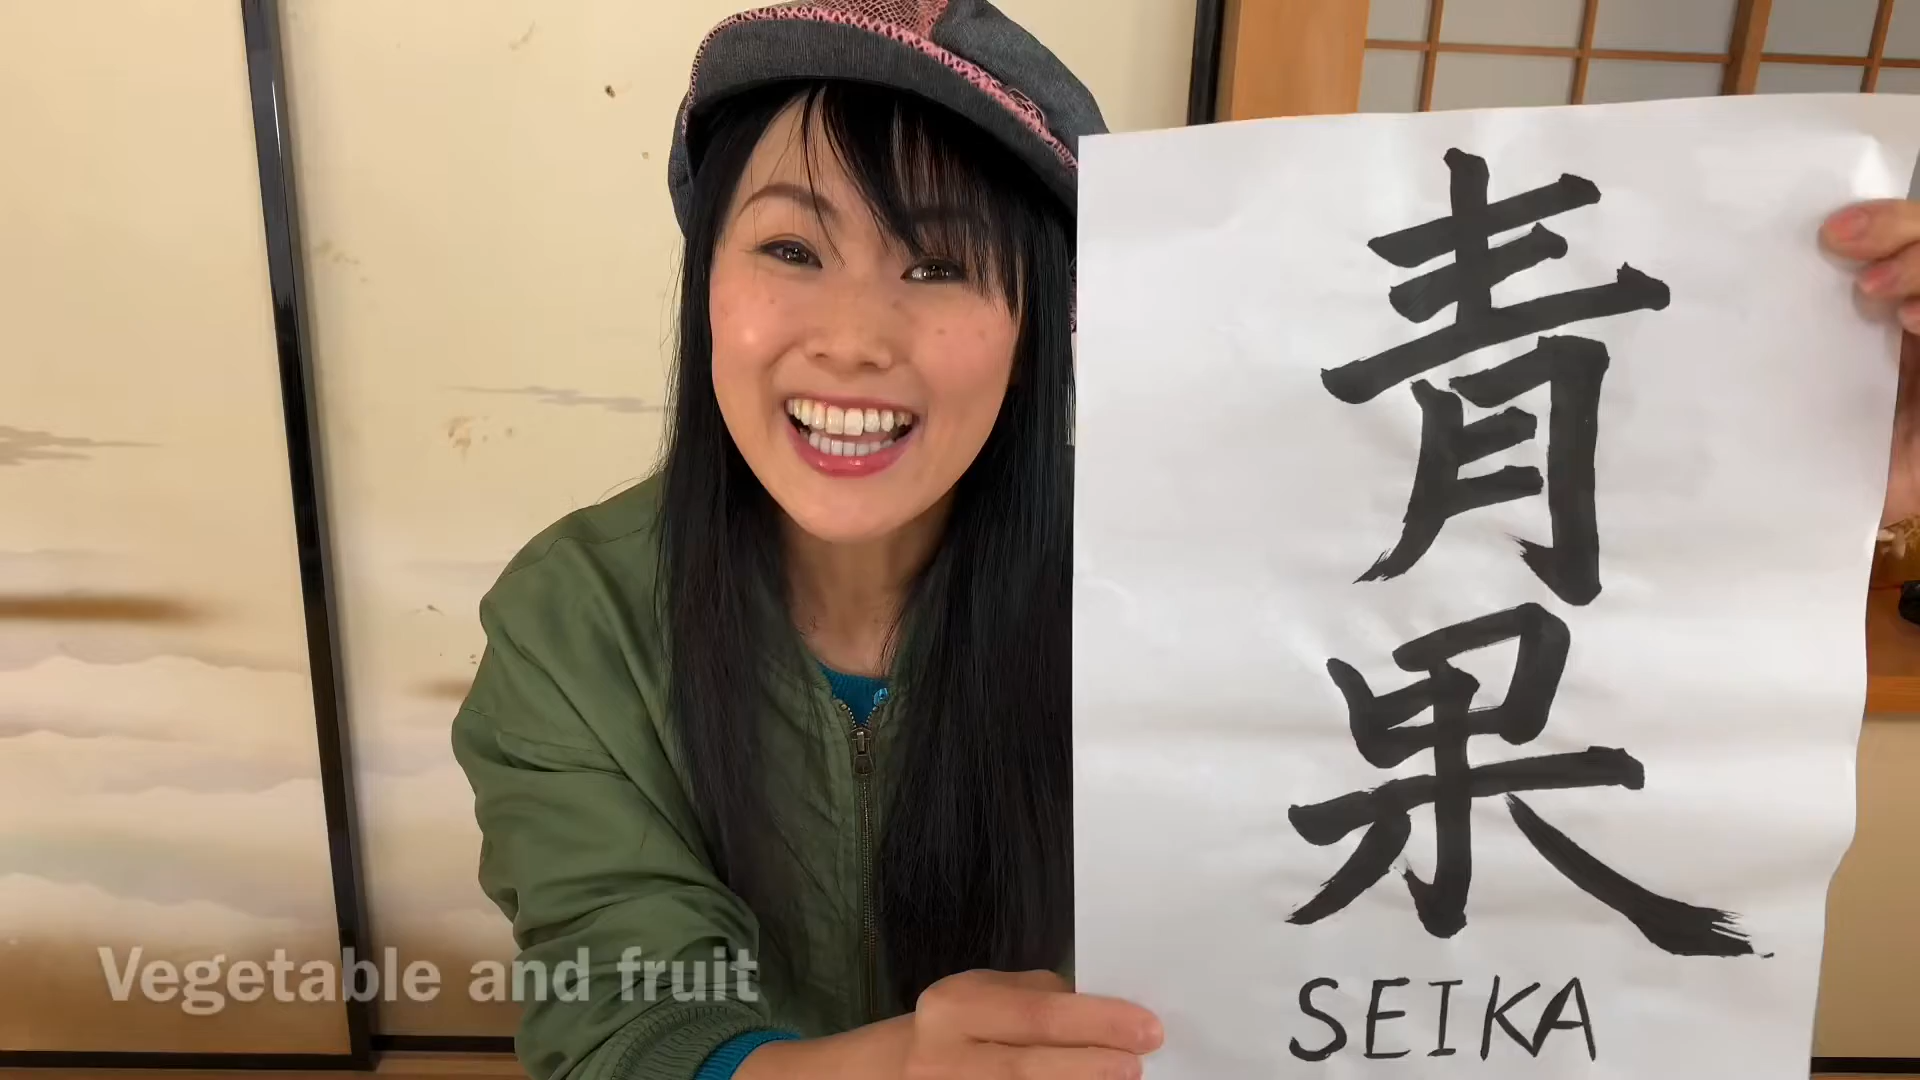 青果
SEIKA
Vegetable and fruit